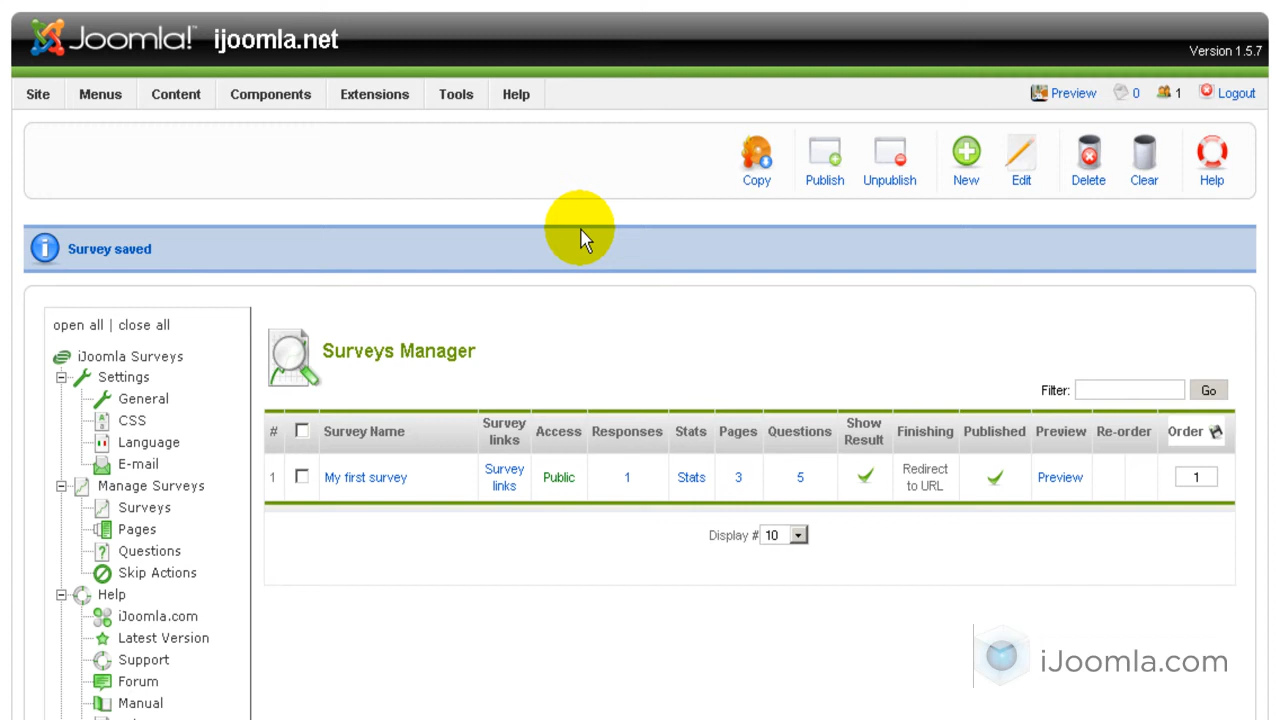 Joomla! ijoomla.net
Version 1.5.7
Site Menus Content Components Extensions Tools Help Preview 0 1 Logout
Copy Publish Unpublish New Edit Delete Clear Help
Survey saved
open all | close all
iJoomla Surveys
Settings
General
CSS
Language
E-mail
Manage Surveys
Surveys
Pages
Questions
Skip Actions
Help
iJoomla.com
Latest Version
Support
Forum
Manual
Surveys Manager
Filter: Go
# Survey Name Survey links Access Responses Stats Pages Questions Show Result Finishing Published Preview Re-order Order
1 My first survey Survey links Public 1 Stats 3 5 Redirect to URL Preview 1
Display # 10
iJoomla.com